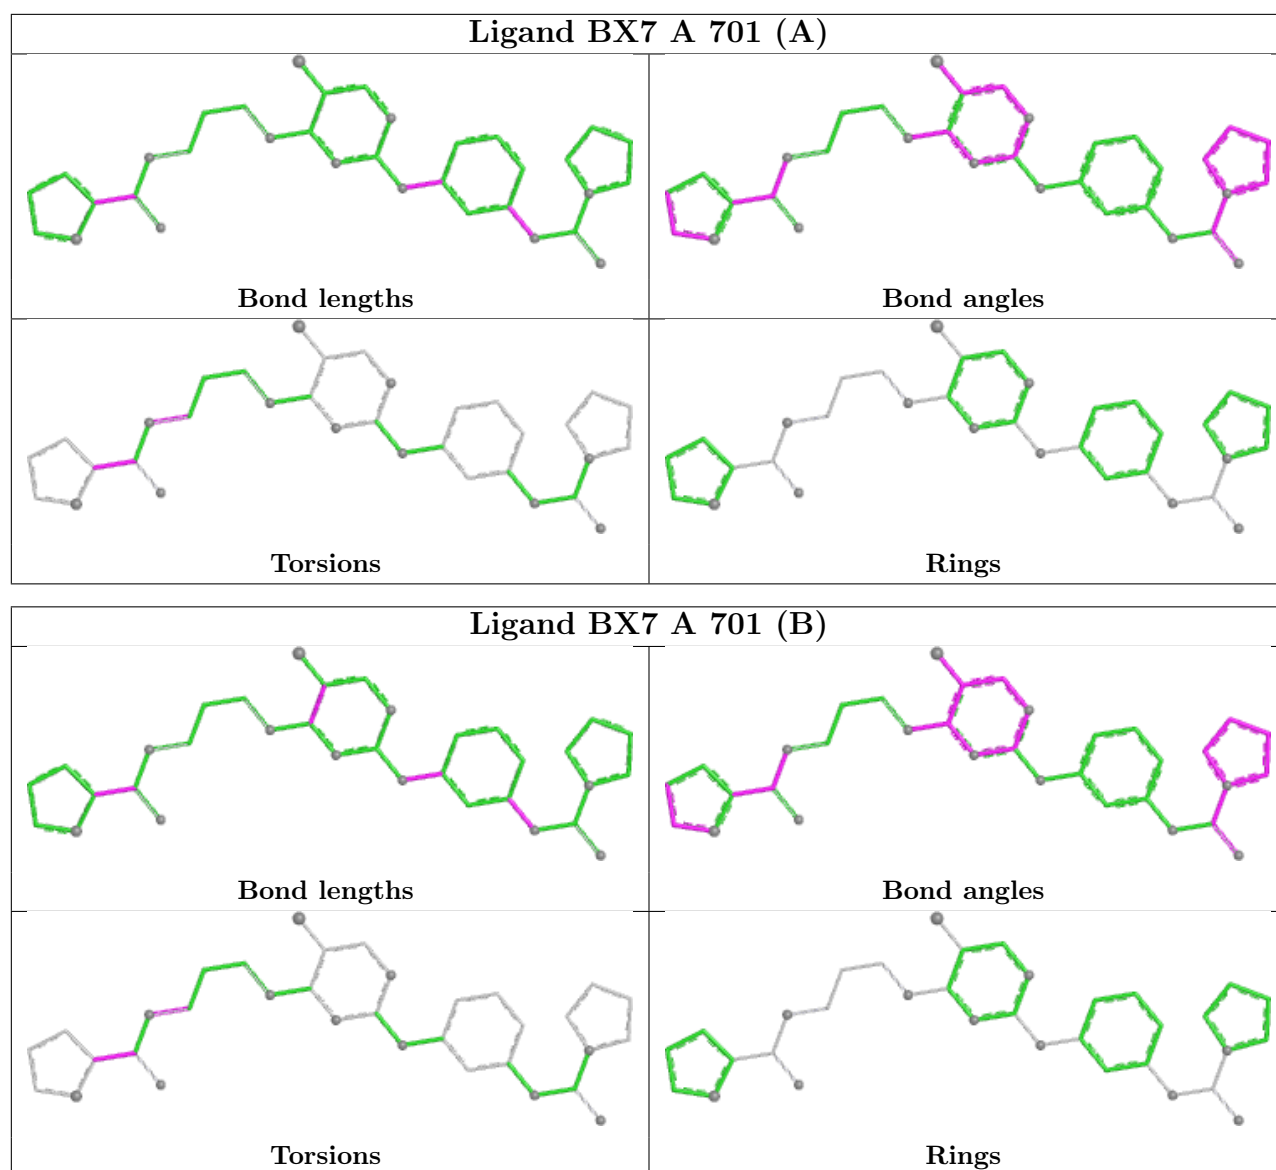 Ligand BX7 A 701 (A)
Bond lengths
Bond angles
Torsions
Rings
Ligand BX7 A 701 (B)
Bond lengths
Bond angles
Torsions
Rings